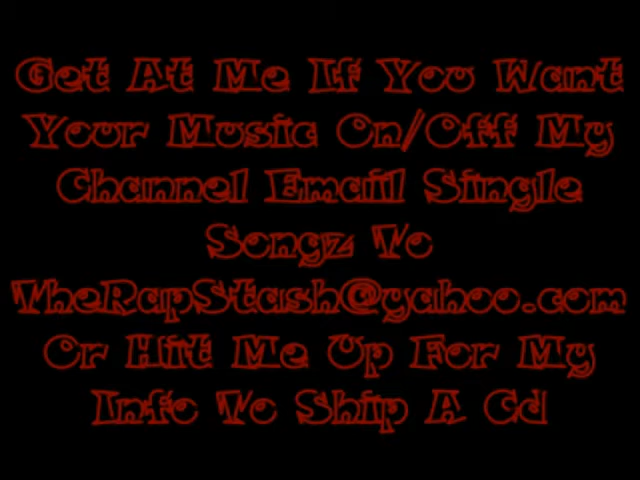 Get At Me If You Want
Your Music On/Off My
Channel Email Single
Songz To
TheRapStash@yahoo.com
Or Hit Me Up For My
Info To Ship A Cd